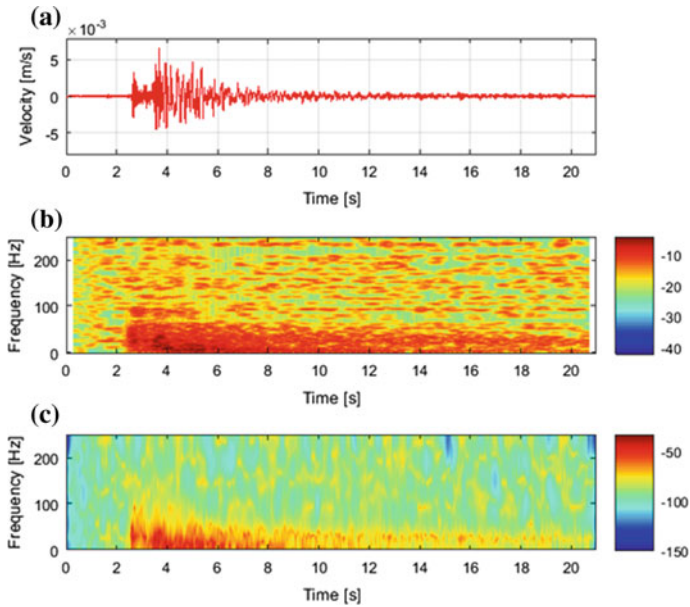 (a)
× 10⁻³
Velocity [m/s]
5
0
-5
0 2 4 6 8 10 12 14 16 18 20
Time [s]
(b)
Frequency [Hz]
200
100
0
-10
-20
-30
-40
0 2 4 6 8 10 12 14 16 18 20
Time [s]
(c)
Frequency [Hz]
200
100
0
-50
-100
-150
0 2 4 6 8 10 12 14 16 18 20
Time [s]